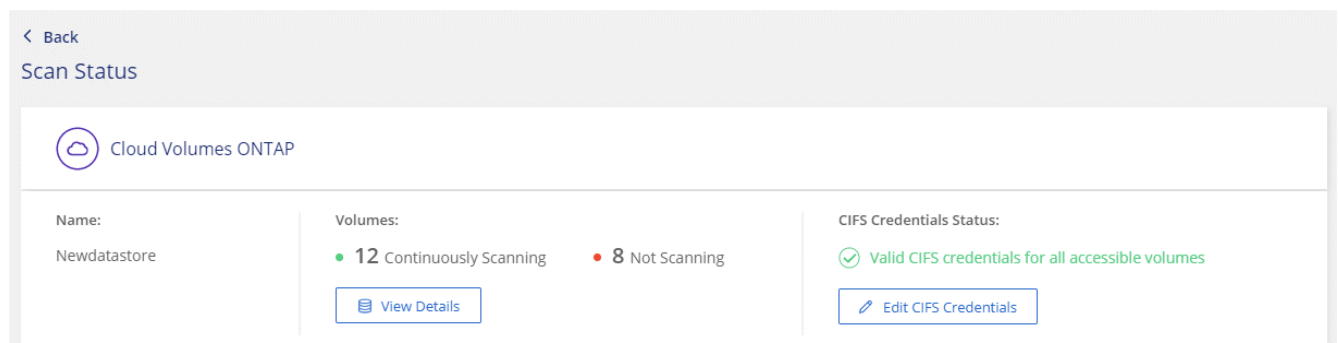 Back
Scan Status
Cloud Volumes ONTAP
Name:
Newdatastore
Volumes:
12 Continuously Scanning
8 Not Scanning
View Details
CIFS Credentials Status:
Valid CIFS credentials for all accessible volumes
Edit CIFS Credentials